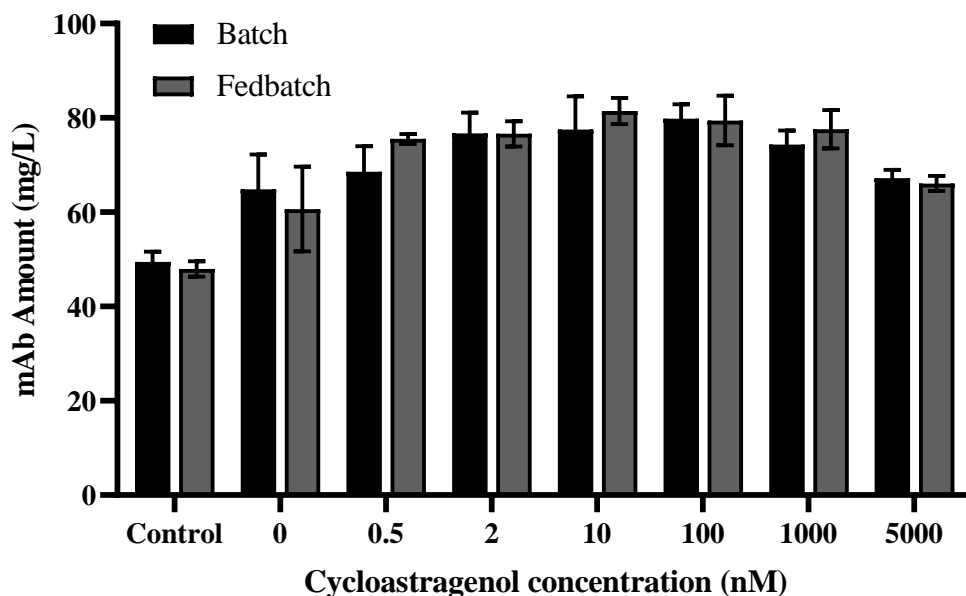 mAb Amount (mg/L)
100
80
60
40
20
0
Batch
Fedbatch
Control 0 0.5 2 10 100 1000 5000
Cycloastragenol concentration (nM)